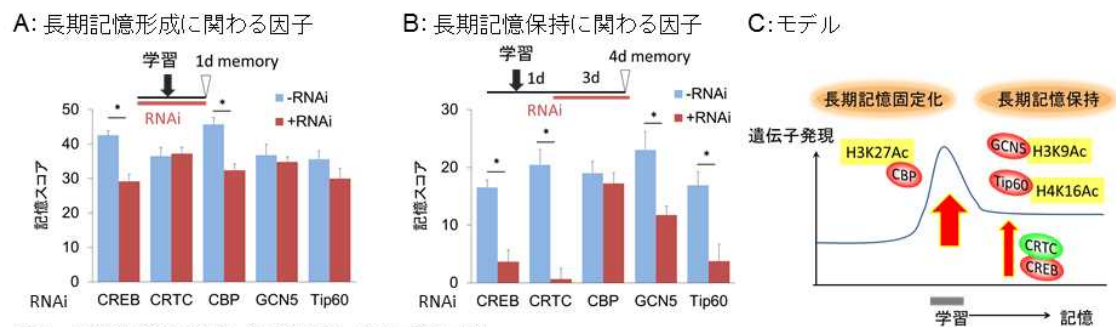 A: 長期記憶形成に関わる因子
学習
1d memory
RNAi
*
*
-RNAi
+RNAi
記憶スコア
50
40
30
20
10
0
RNAi CREB CRTC CBP GCN5 Tip60
B: 長期記憶保持に関わる因子
4d memory
学習
1d 3d
RNAi
*
*
*
*
-RNAi
+RNAi
記憶スコア
30
20
10
0
RNAi CREB CRTC CBP GCN5 Tip60
C:モデル
長期記憶固定化
長期記憶保持
遺伝子発現
H3K27Ac
CBP
GCN5 H3K9Ac
Tip60 H4K16Ac
CRTC
CREB
学習
記憶